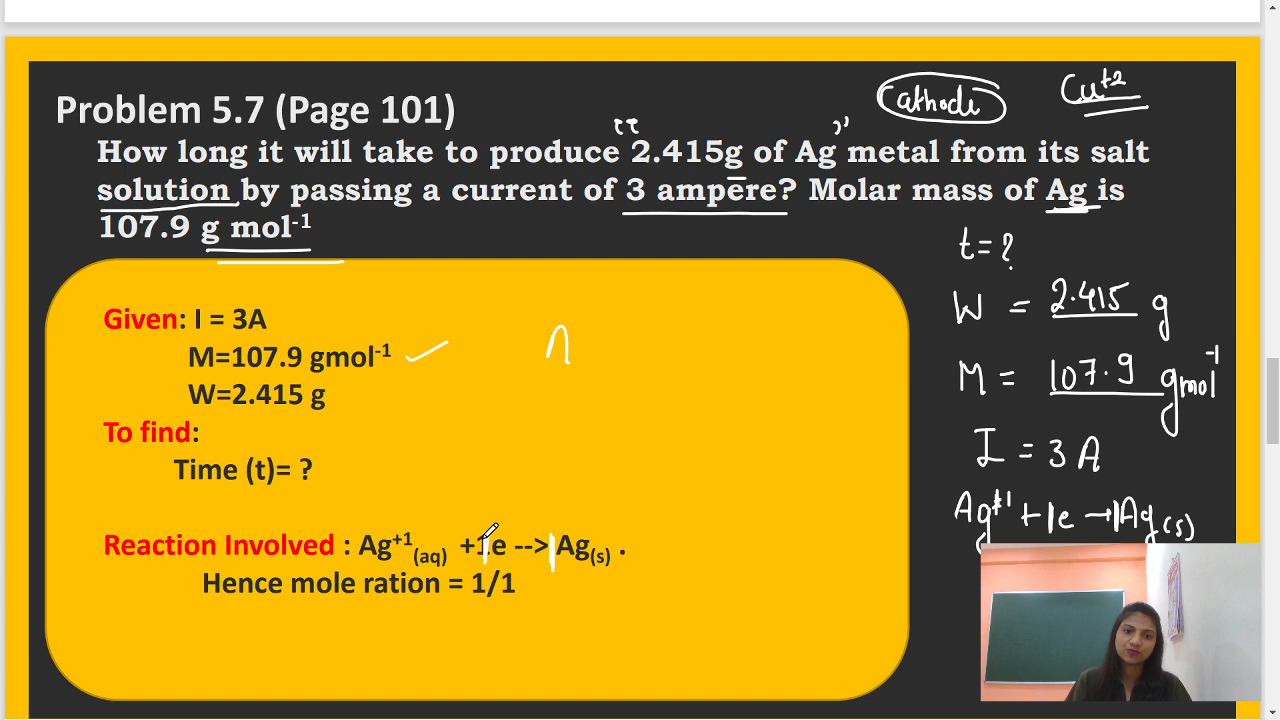 Problem 5.7 (Page 101)
Cathode
Cu+2
How long it will take to produce "2.415g of Ag" metal from its salt
solution by passing a current of 3 ampere? Molar mass of Ag is
107.9 g mol-1
Given: I = 3A
M=107.9 gmol-1
W=2.415 g
To find:
Time (t)= ?
Reaction Involved : Ag+1(aq) +1e --> Ag(s) .
Hence mole ration = 1/1
t = ?
W = 2.415 g
M = 107.9 gmol-1
I = 3 A
Ag+1 + 1e → 1Ag(s)